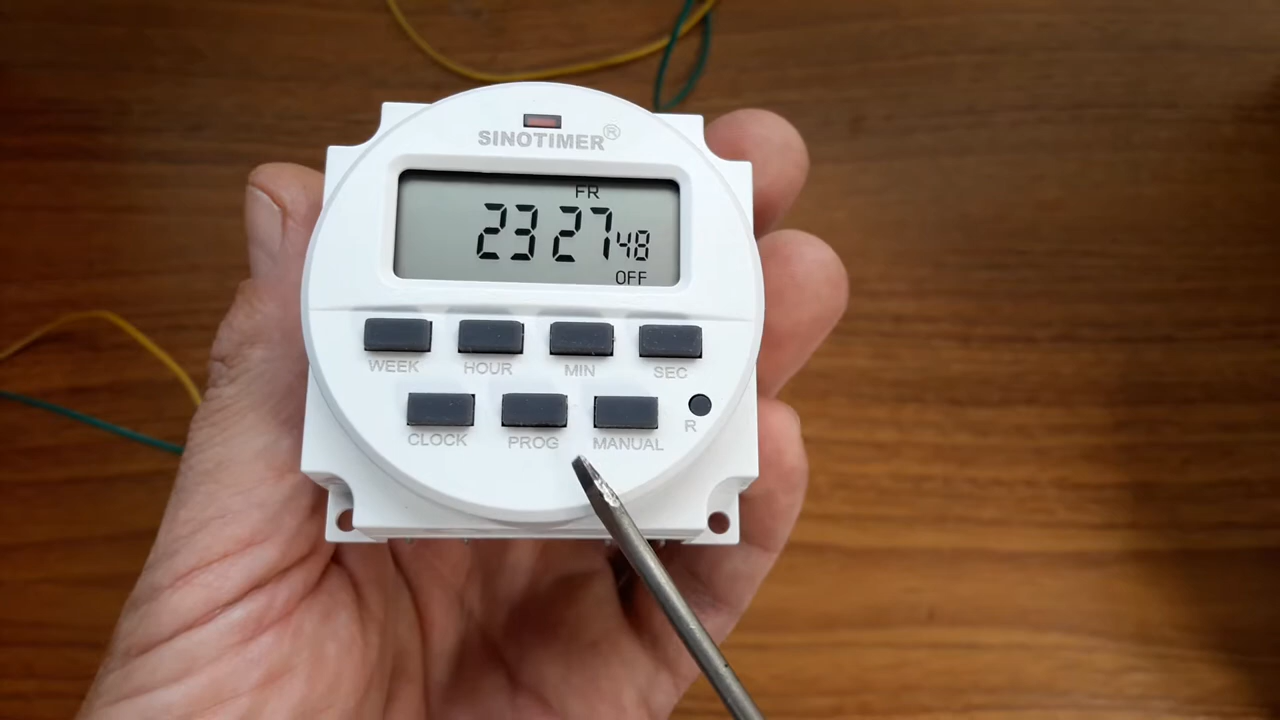 SINOTIMER®
FR
23 27 48
OFF
WEEK HOUR MIN SEC
CLOCK PROG MANUAL R